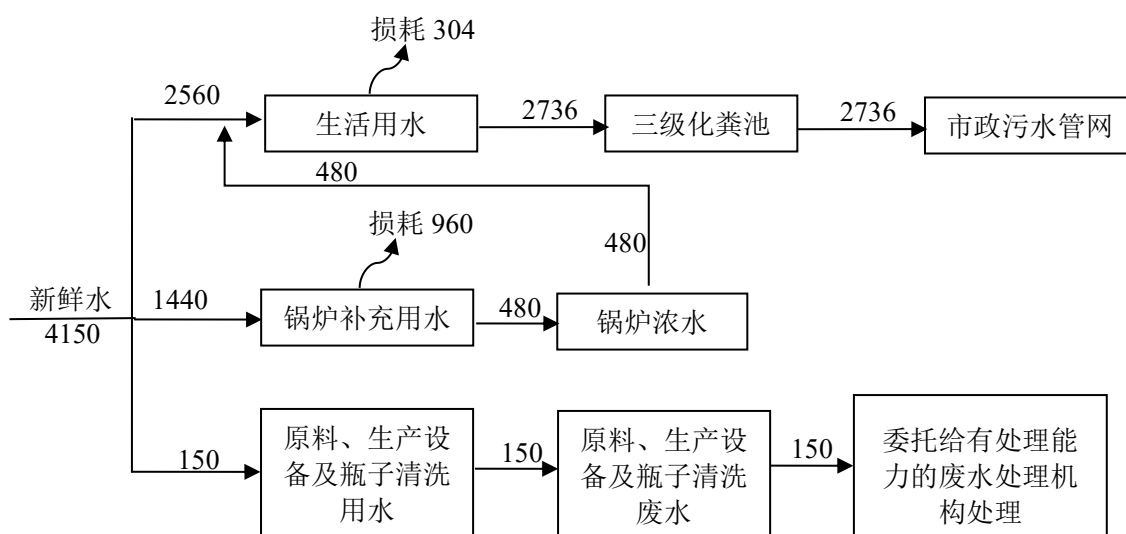 损耗 304
2560
生活用水
2736
三级化粪池
2736
市政污水管网
480
损耗 960
480
新鲜水
4150
1440
锅炉补充用水
480
锅炉浓水
150
原料、生产设
备及瓶子清洗
用水
150
原料、生产设
备及瓶子清洗
废水
150
委托给有处理能
力的废水处理机
构处理